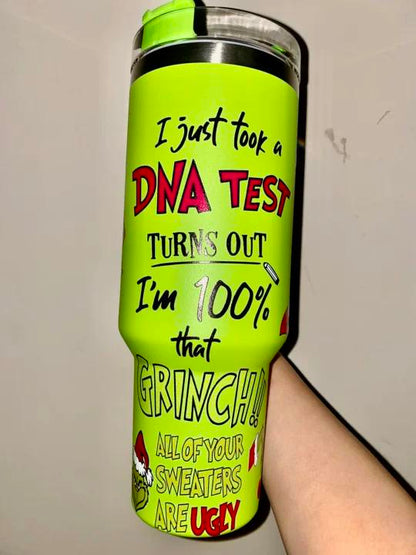 I just took a
DNA TEST
TURNS OUT
I'm 100%
that
GRINCH!!
ALL OF YOUR
SWEATERS
ARE UGLY